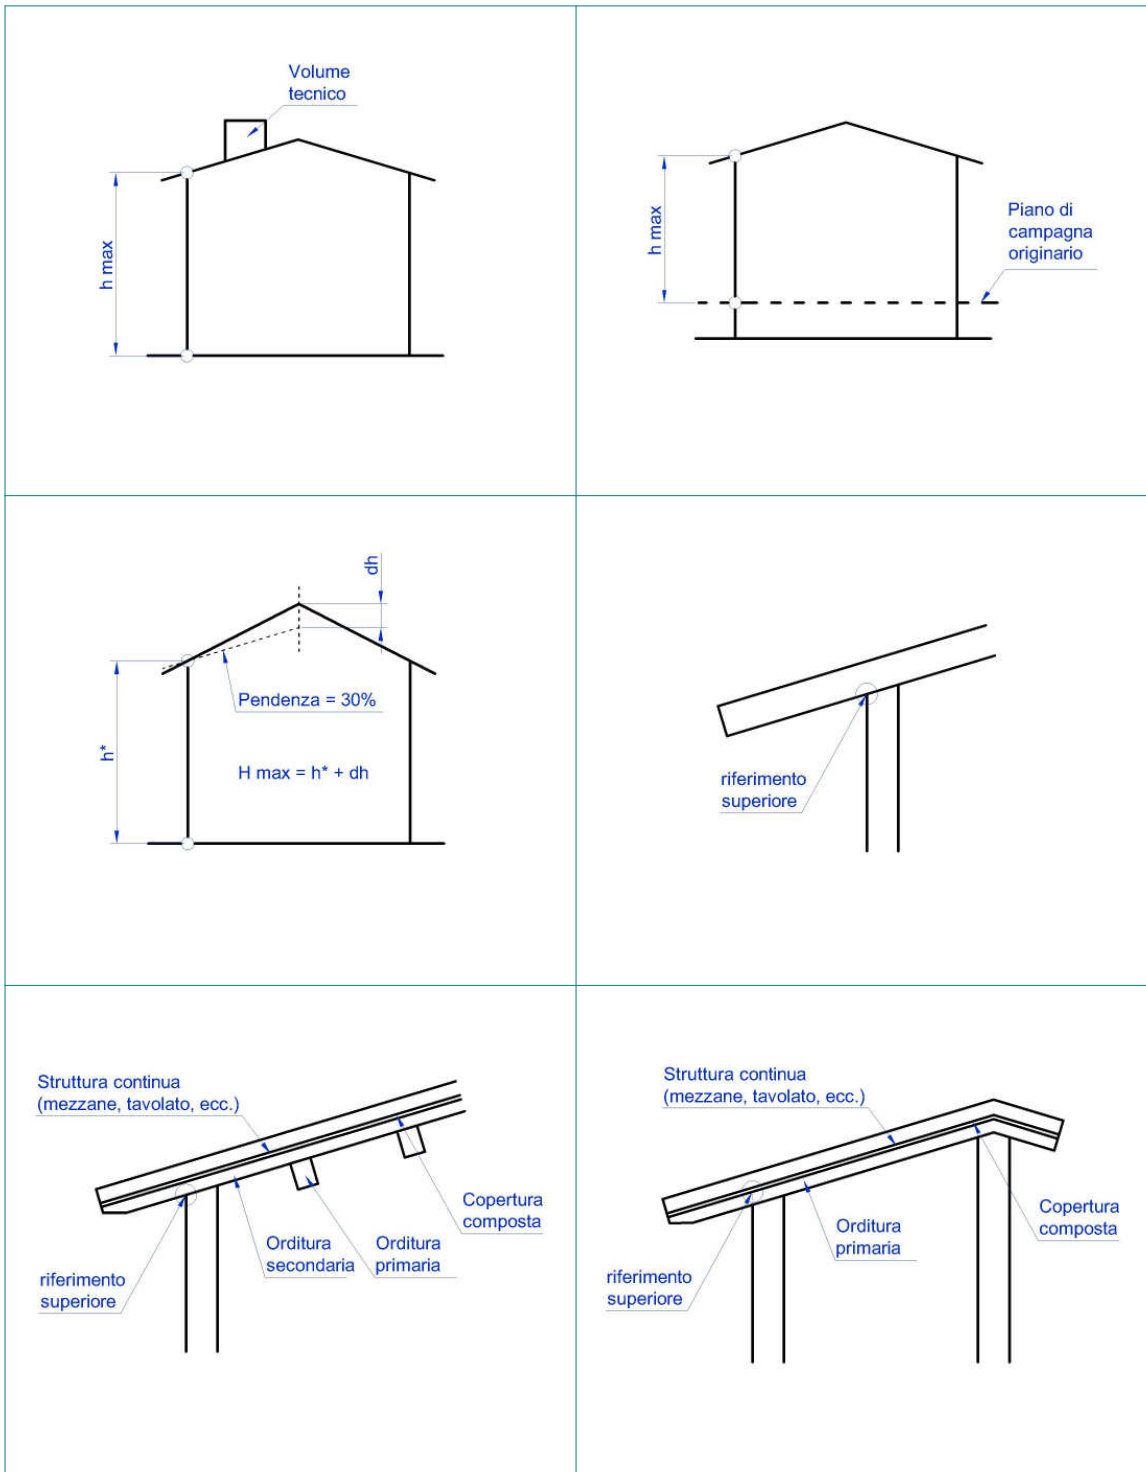 Volume
tecnico
h max
h max
Piano di
campagna
originario
dh
Pendenza = 30%
h*
H max = h* + dh
riferimento
superiore
Struttura continua
(mezzane, tavolato, ecc.)
Copertura
composta
Orditura
secondaria
Orditura
primaria
riferimento
superiore
Struttura continua
(mezzane, tavolato, ecc.)
Copertura
composta
Orditura
primaria
riferimento
superiore